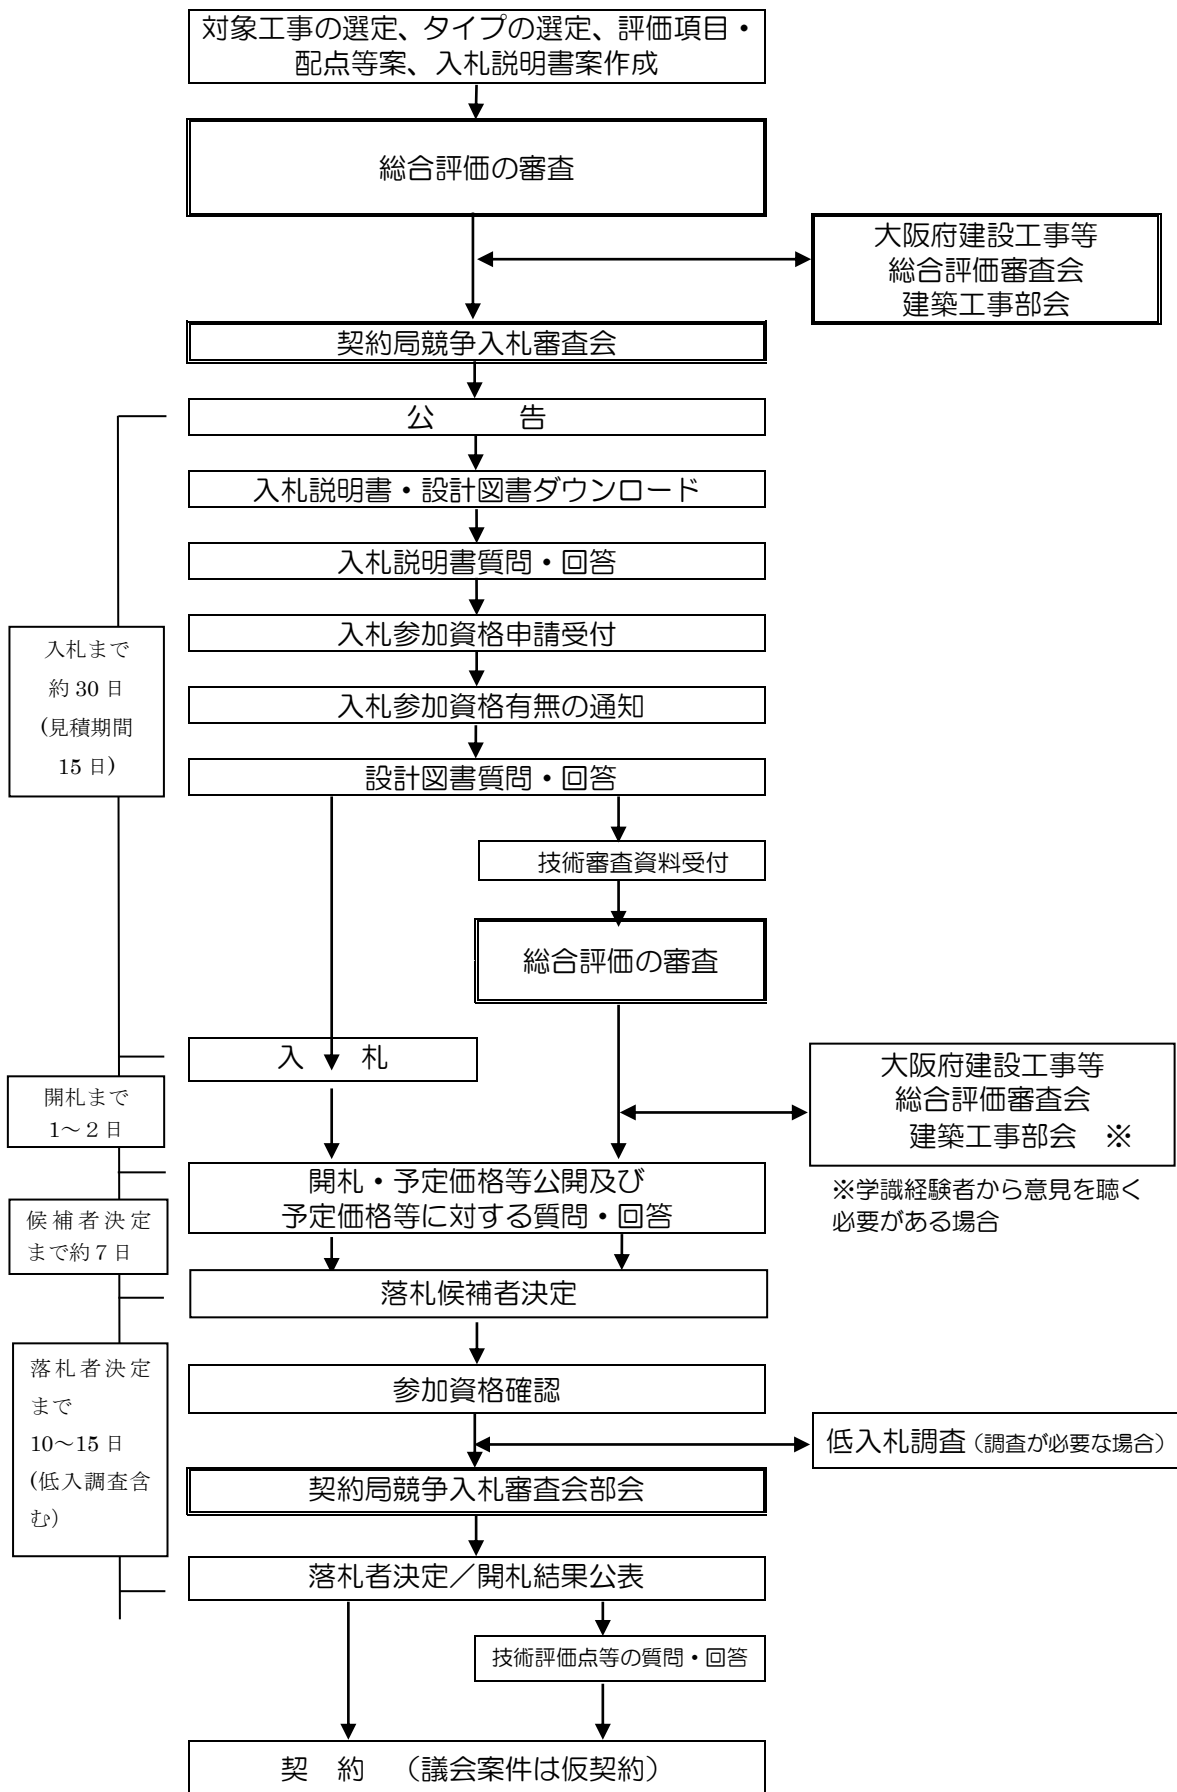 対象工事の選定、タイプの選定、評価項目・
配点等案、入札説明書案作成
総合評価の審査
大阪府建設工事等
総合評価審査会
建築工事部会
契約局競争入札審査会
公　　　告
入札説明書・設計図書ダウンロード
入札説明書質問・回答
入札参加資格申請受付
入札まで
約 30 日
(見積期間
15 日)
入札参加資格有無の通知
設計図書質問・回答
技術審査資料受付
総合評価の審査
入　札
大阪府建設工事等
総合評価審査会
建築工事部会　※
※学識経験者から意見を聴く
必要がある場合
開札まで
1～2 日
開札・予定価格等公開及び
予定価格等に対する質問・回答
候補者決定
まで約7日
落札候補者決定
落札者決定
まで
10～15 日
(低入調査含
む)
参加資格確認
低入札調査（調査が必要な場合）
契約局競争入札審査会部会
落札者決定／開札結果公表
技術評価点等の質問・回答
契　約　（議会案件は仮契約）